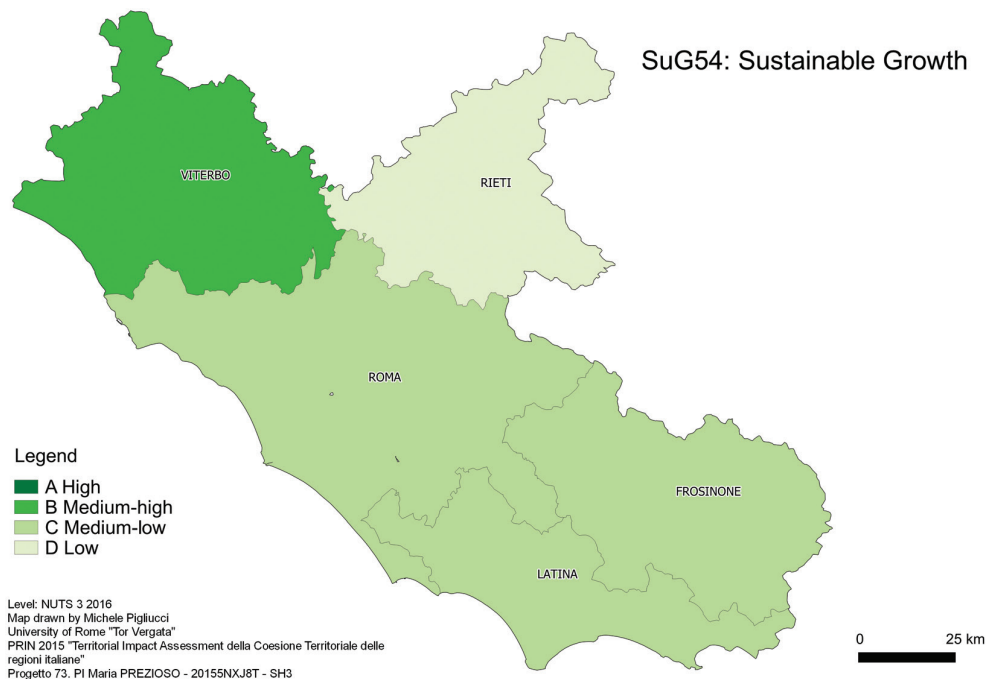 SuG54: Sustainable Growth
VITERBO
RIETI
ROMA
FROSINONE
LATINA
Legend
A High
B Medium-high
C Medium-low
D Low
Level: NUTS 3 2016
Map drawn by Michele Pigliucci
University of Rome "Tor Vergata"
PRIN 2015 "Territorial Impact Assessment della Coesione Territoriale delle
regioni italiane"
Progetto 73. PI Maria PREZIOSO - 20155NXJ8T - SH3
0 25 km